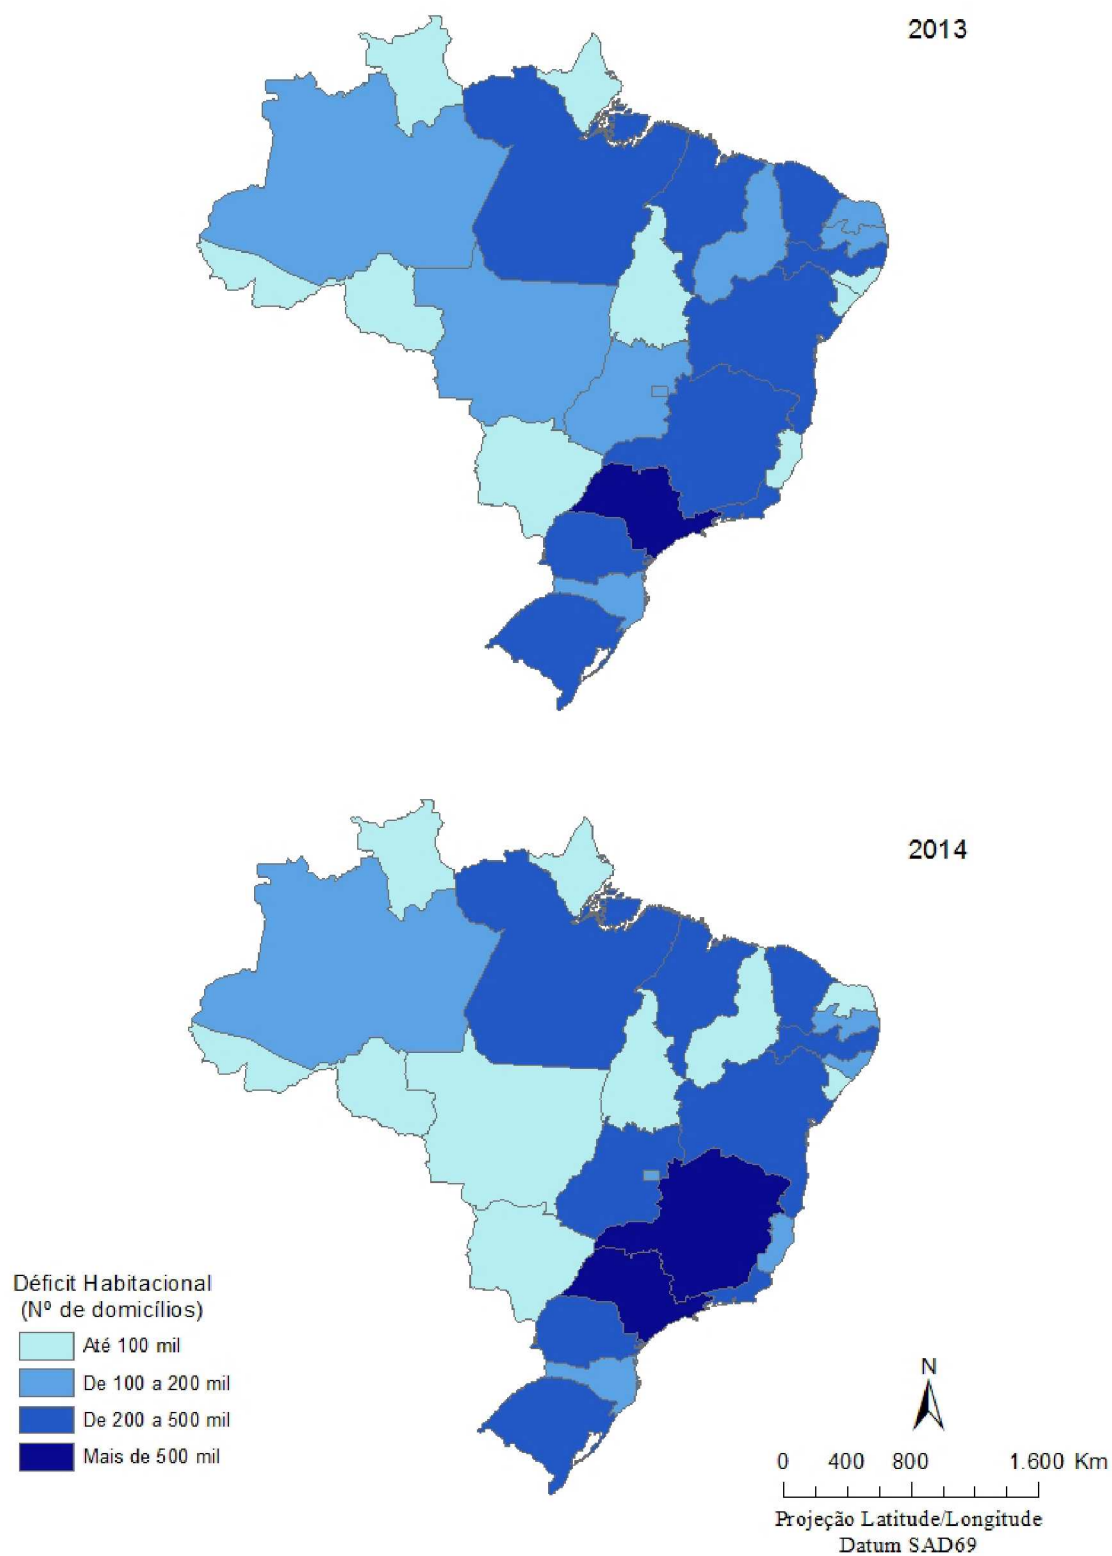 2013
2014
Déficit Habitacional
(Nº de domicílios)
Até 100 mil
De 100 a 200 mil
De 200 a 500 mil
Mais de 500 mil
N
0 400 800 1.600 Km
Projeção Latitude/Longitude
Datum SAD69